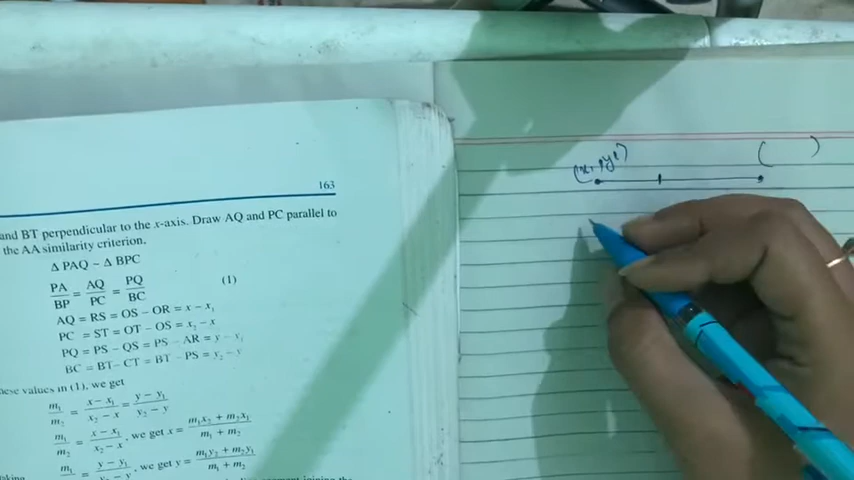 163
and BT perpendicular to the x-axis. Draw AQ and PC parallel to
the AA similarity criterion.
Δ PAQ ~ Δ BPC
PA/BP = AQ/PC = PQ/BC (1)
AQ = RS = OS – OR = x – x₁
PC = ST = OT – OS = x₂ – x
PQ = PS – QS = PS – AR = y – y₁
BC = BT – CT = BT – PS = y₂ – y
these values in (1), we get
m₁/m₂ = (x – x₁)/(x₂ – x) = (y – y₁)/(y₂ – y)
m₁/m₂ = (x – x₁)/(x₂ – x), we get x = (m₁x₂ + m₂x₁)/(m₁ + m₂)
m₁/m₂ = (y – y₁)/(y₂ – y), we get y = (m₁y₂ + m₂y₁)/(m₁ + m₂)